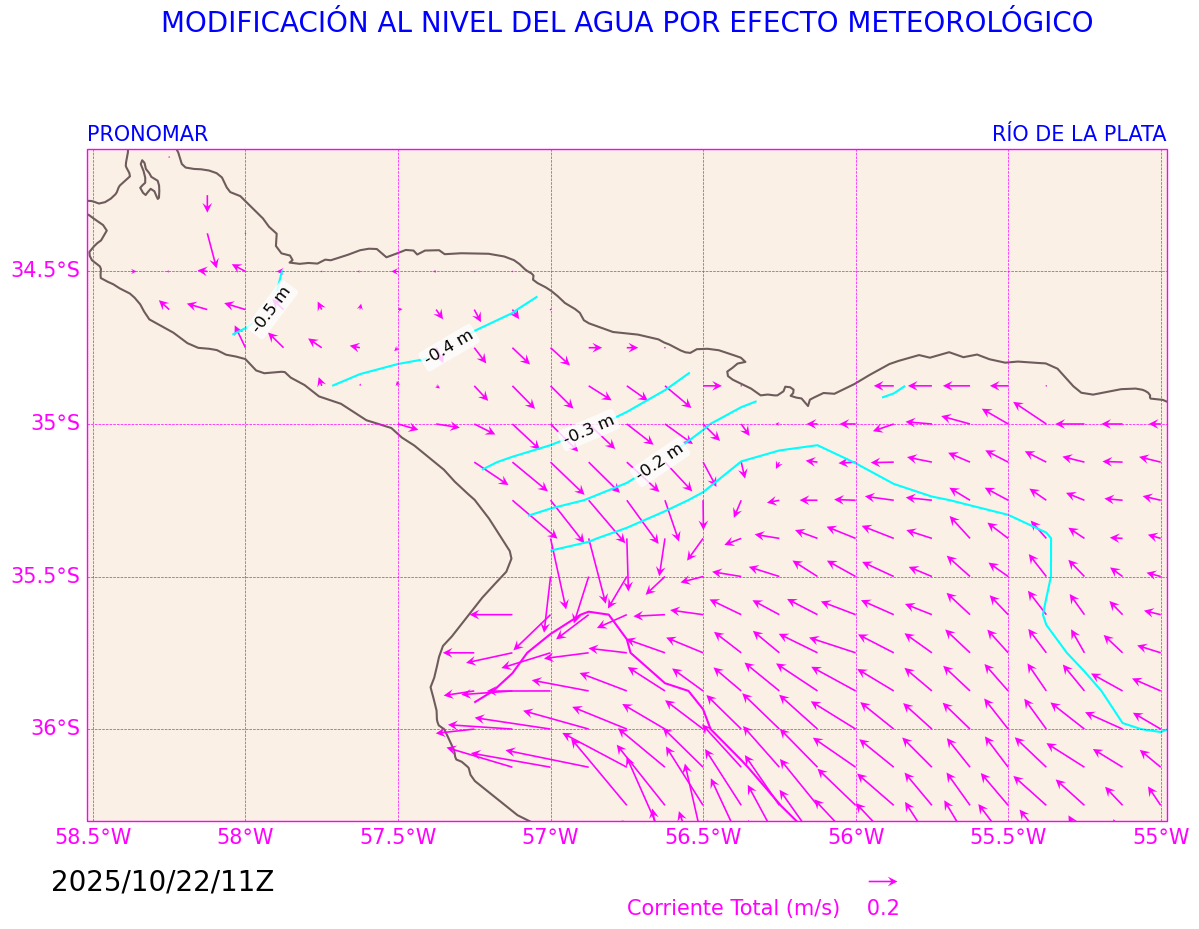 MODIFICACIÓN AL NIVEL DEL AGUA POR EFECTO METEOROLÓGICO
PRONOMAR
RÍO DE LA PLATA
34.5°S
35°S
35.5°S
36°S
-0.5 m
-0.4 m
-0.3 m
-0.2 m
58.5°W
58°W
57.5°W
57°W
56.5°W
56°W
55.5°W
55°W
2025/10/22/11Z
Corriente Total (m/s)
0.2